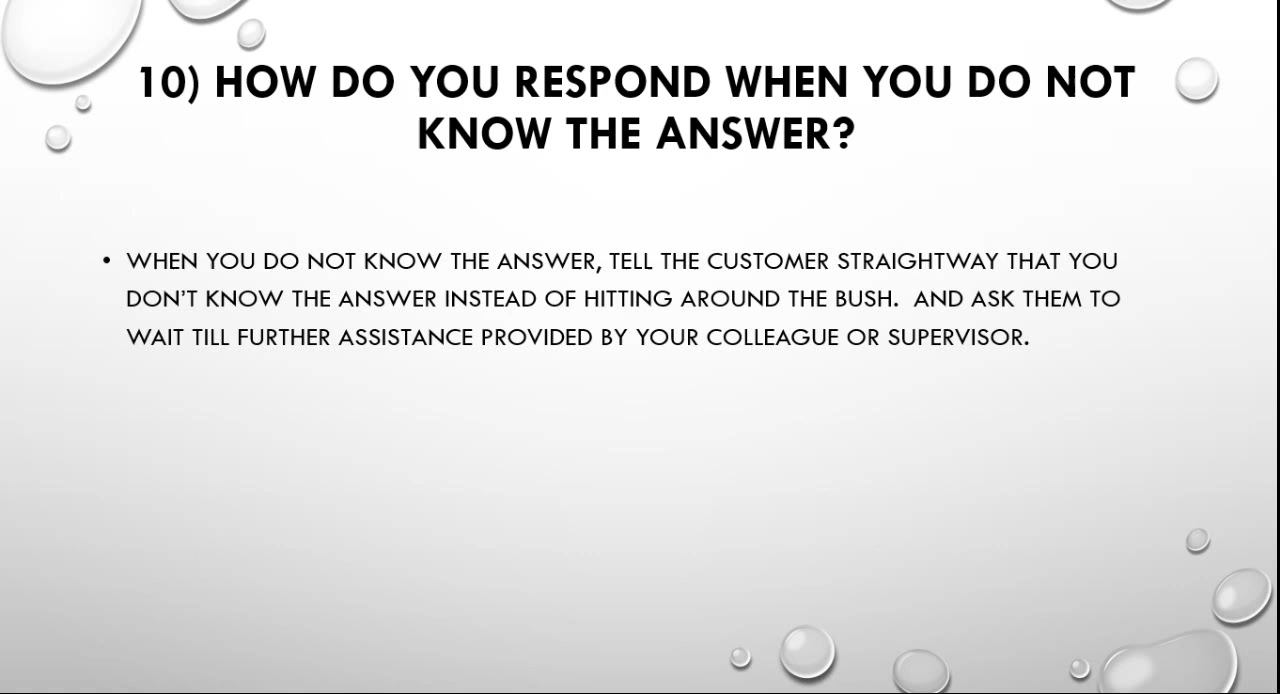 10) HOW DO YOU RESPOND WHEN YOU DO NOT
KNOW THE ANSWER?
• WHEN YOU DO NOT KNOW THE ANSWER, TELL THE CUSTOMER STRAIGHTWAY THAT YOU
DON'T KNOW THE ANSWER INSTEAD OF HITTING AROUND THE BUSH.  AND ASK THEM TO
WAIT TILL FURTHER ASSISTANCE PROVIDED BY YOUR COLLEAGUE OR SUPERVISOR.